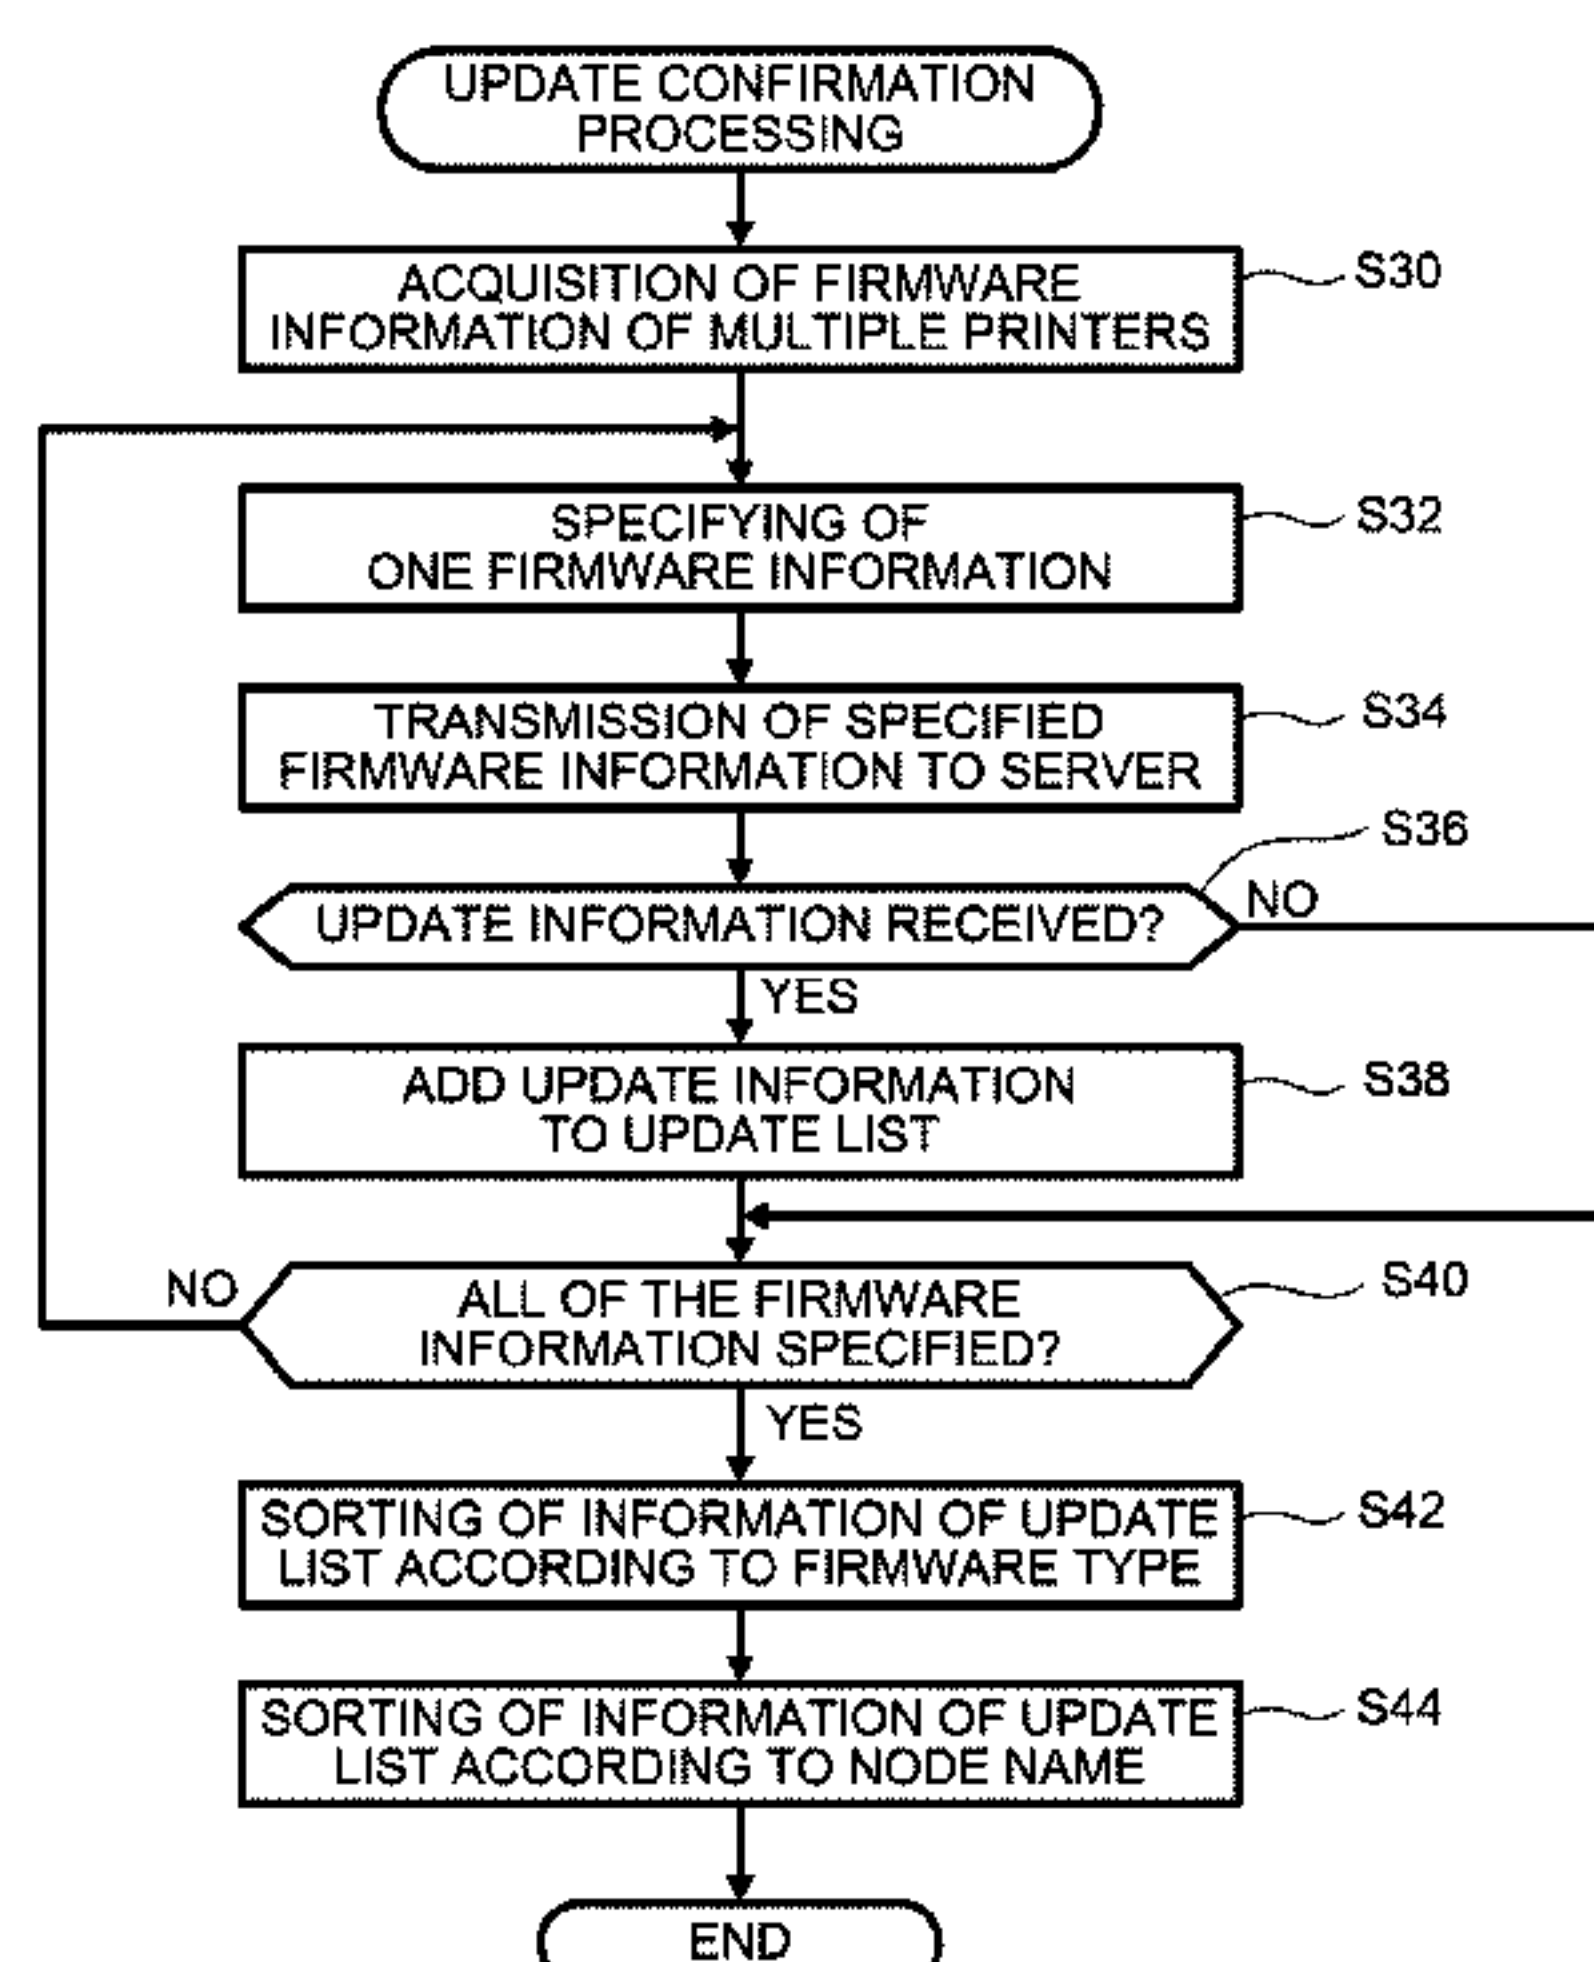 UPDATE CONFIRMATION
PROCESSING
ACQUISITION OF FIRMWARE
INFORMATION OF MULTIPLE PRINTERS
S30
SPECIFYING OF
ONE FIRMWARE INFORMATION
S32
TRANSMISSION OF SPECIFIED
FIRMWARE INFORMATION TO SERVER
S34
S36
UPDATE INFORMATION RECEIVED?
NO
YES
ADD UPDATE INFORMATION
TO UPDATE LIST
S38
NO
ALL OF THE FIRMWARE
INFORMATION SPECIFIED?
S40
YES
SORTING OF INFORMATION OF UPDATE
LIST ACCORDING TO FIRMWARE TYPE
S42
SORTING OF INFORMATION OF UPDATE
LIST ACCORDING TO NODE NAME
S44
END